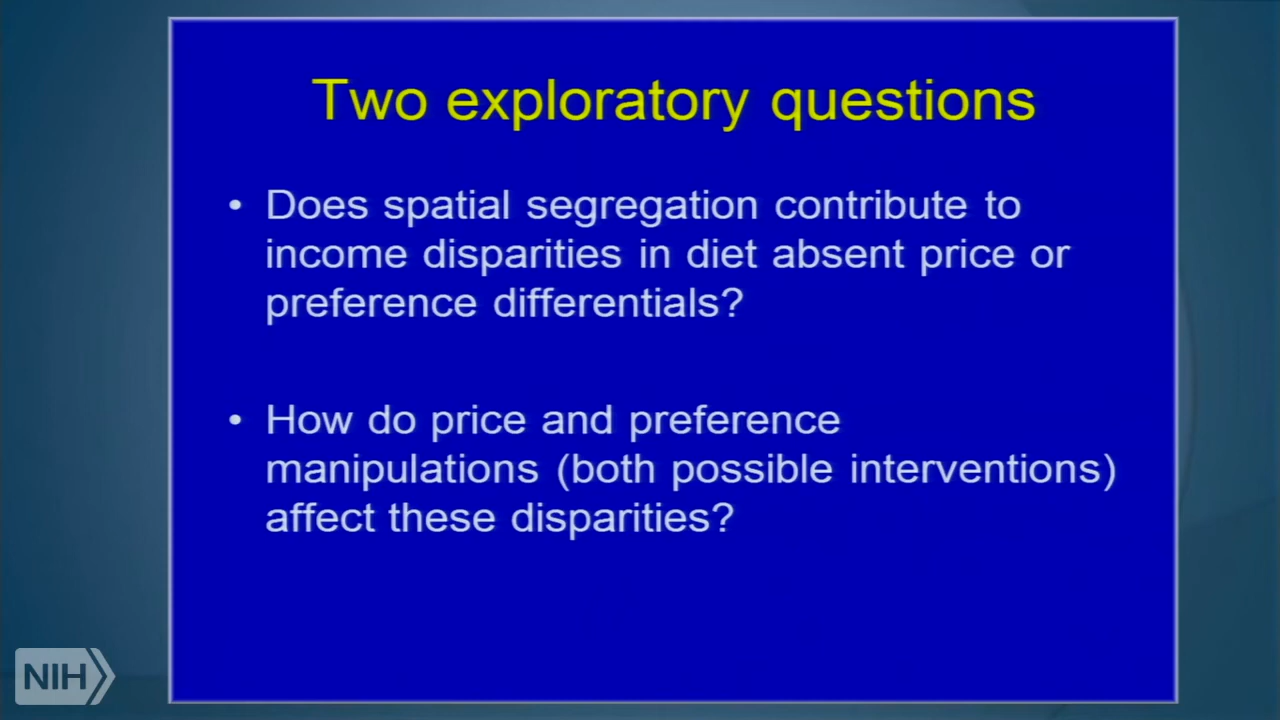 Two exploratory questions
• Does spatial segregation contribute to
income disparities in diet absent price or
preference differentials?
• How do price and preference
manipulations (both possible interventions)
affect these disparities?
NIH